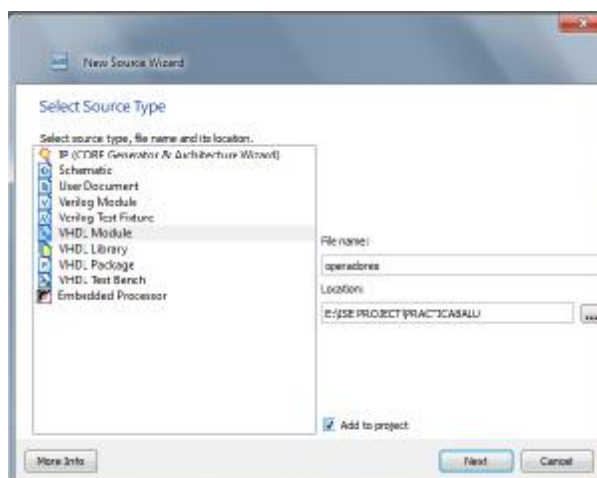 New Source Wizard
Select Source Type
Select source type, file name and its location.
IP (CORE Generator & Architecture Wizard)
Schematic
User Document
Verilog Module
Verilog Test Fixture
VHDL Module
VHDL Library
VHDL Package
VHDL Test Bench
Embedded Processor
File name:
operadores
Location:
E:\ISE PROJECT\PRACTICA8ALU
...
Add to project
More Info
Next
Cancel